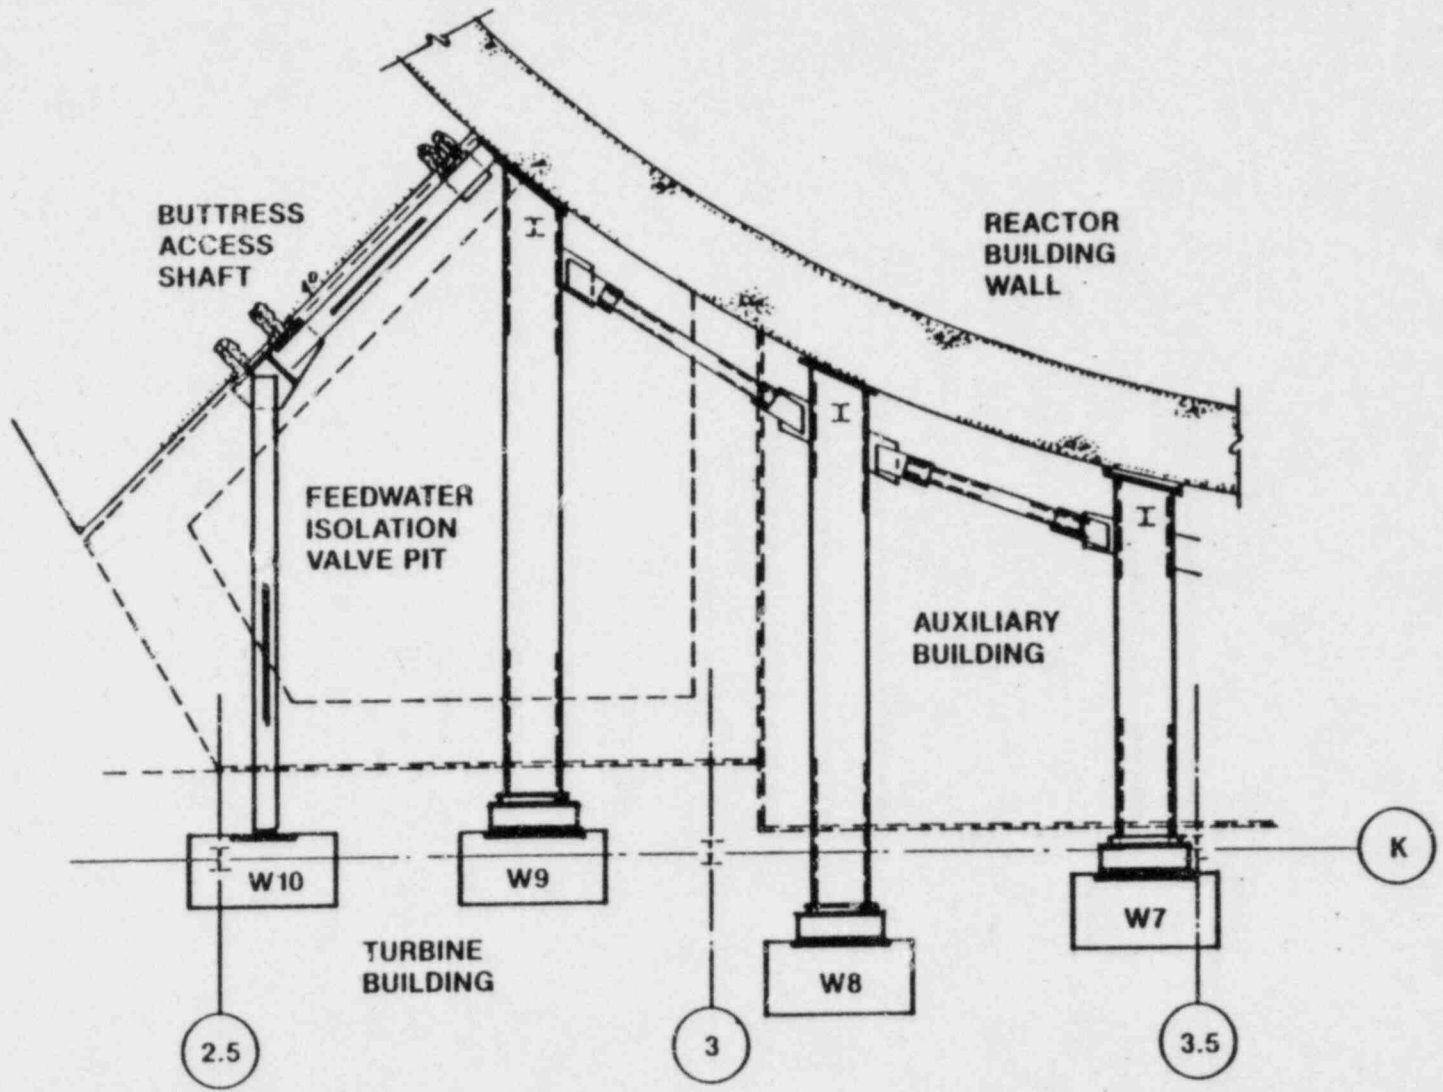 BUTTRESS
ACCESS
SHAFT
REACTOR
BUILDING
WALL
FEEDWATER
ISOLATION
VALVE PIT
AUXILIARY
BUILDING
K
W10
W9
W8
W7
TURBINE
BUILDING
2.5
3
3.5